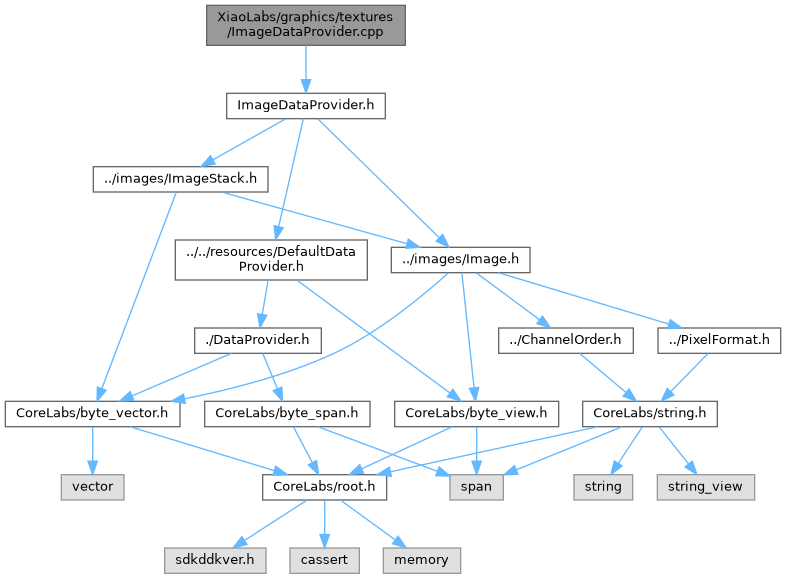 XiaoLabs/graphics/textures
/ImageDataProvider.cpp
ImageDataProvider.h
../images/ImageStack.h
../../resources/DefaultData
Provider.h
../images/Image.h
./DataProvider.h
../ChannelOrder.h
../PixelFormat.h
CoreLabs/byte_vector.h
CoreLabs/byte_span.h
CoreLabs/byte_view.h
CoreLabs/string.h
vector
CoreLabs/root.h
span
string
string_view
sdkddkver.h
cassert
memory